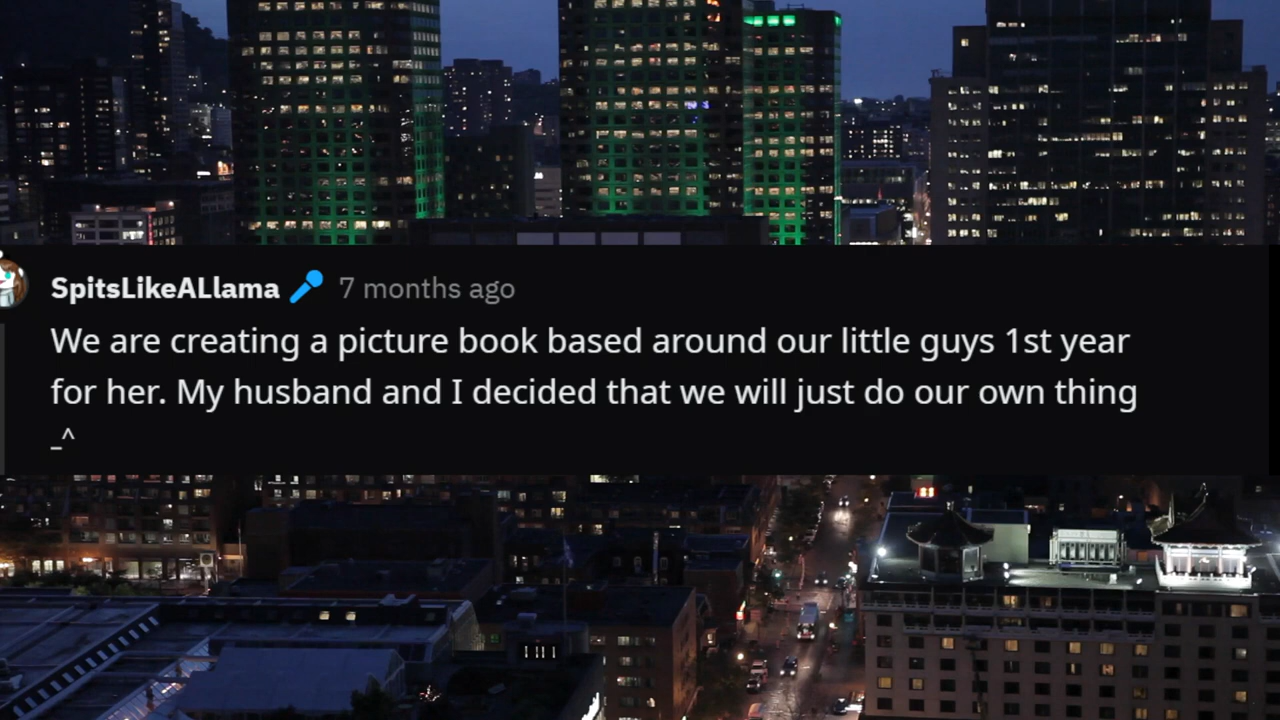 SpitsLikeALlama 7 months ago
We are creating a picture book based around our little guys 1st year
for her. My husband and I decided that we will just do our own thing
_^